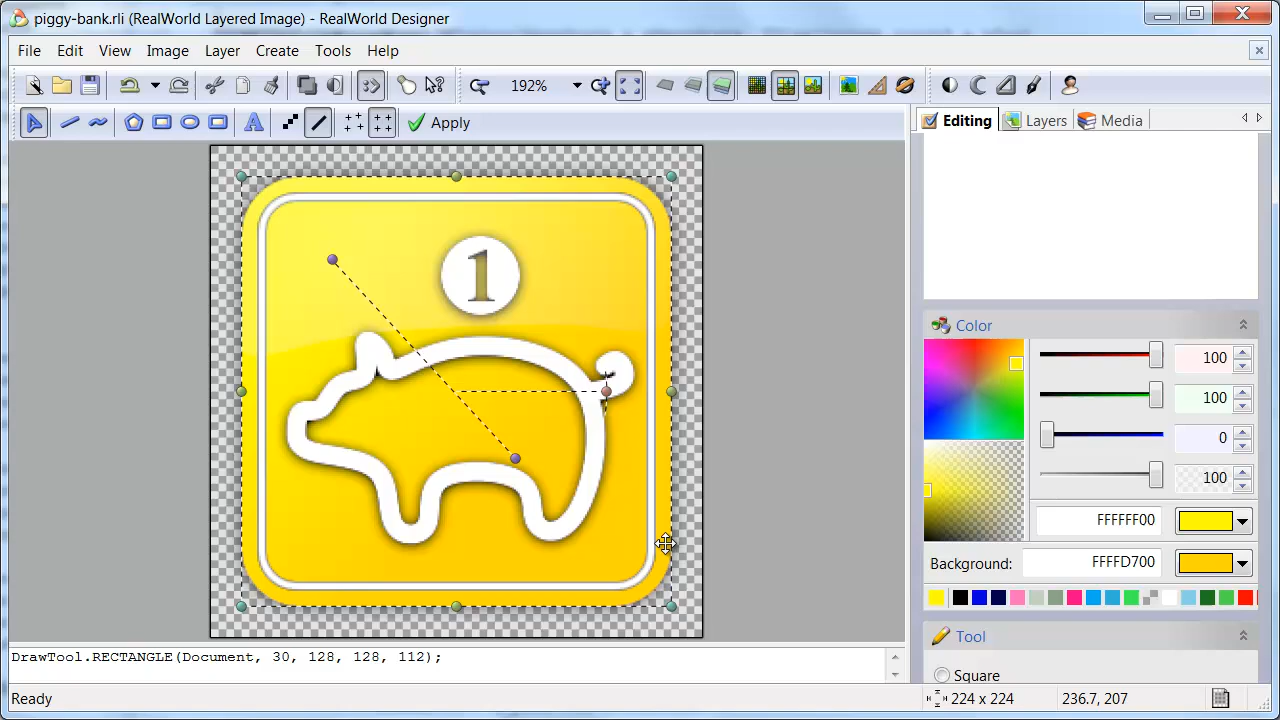 piggy-bank.rli (RealWorld Layered Image) - RealWorld Designer
File Edit View Image Layer Create Tools Help
192%
Apply
Editing Layers Media
1
Color
100
100
0
100
FFFFFF00
Background: FFFFD700
Tool
Square
DrawTool.RECTANGLE(Document, 30, 128, 128, 112);
Ready 224 x 224 236.7, 207